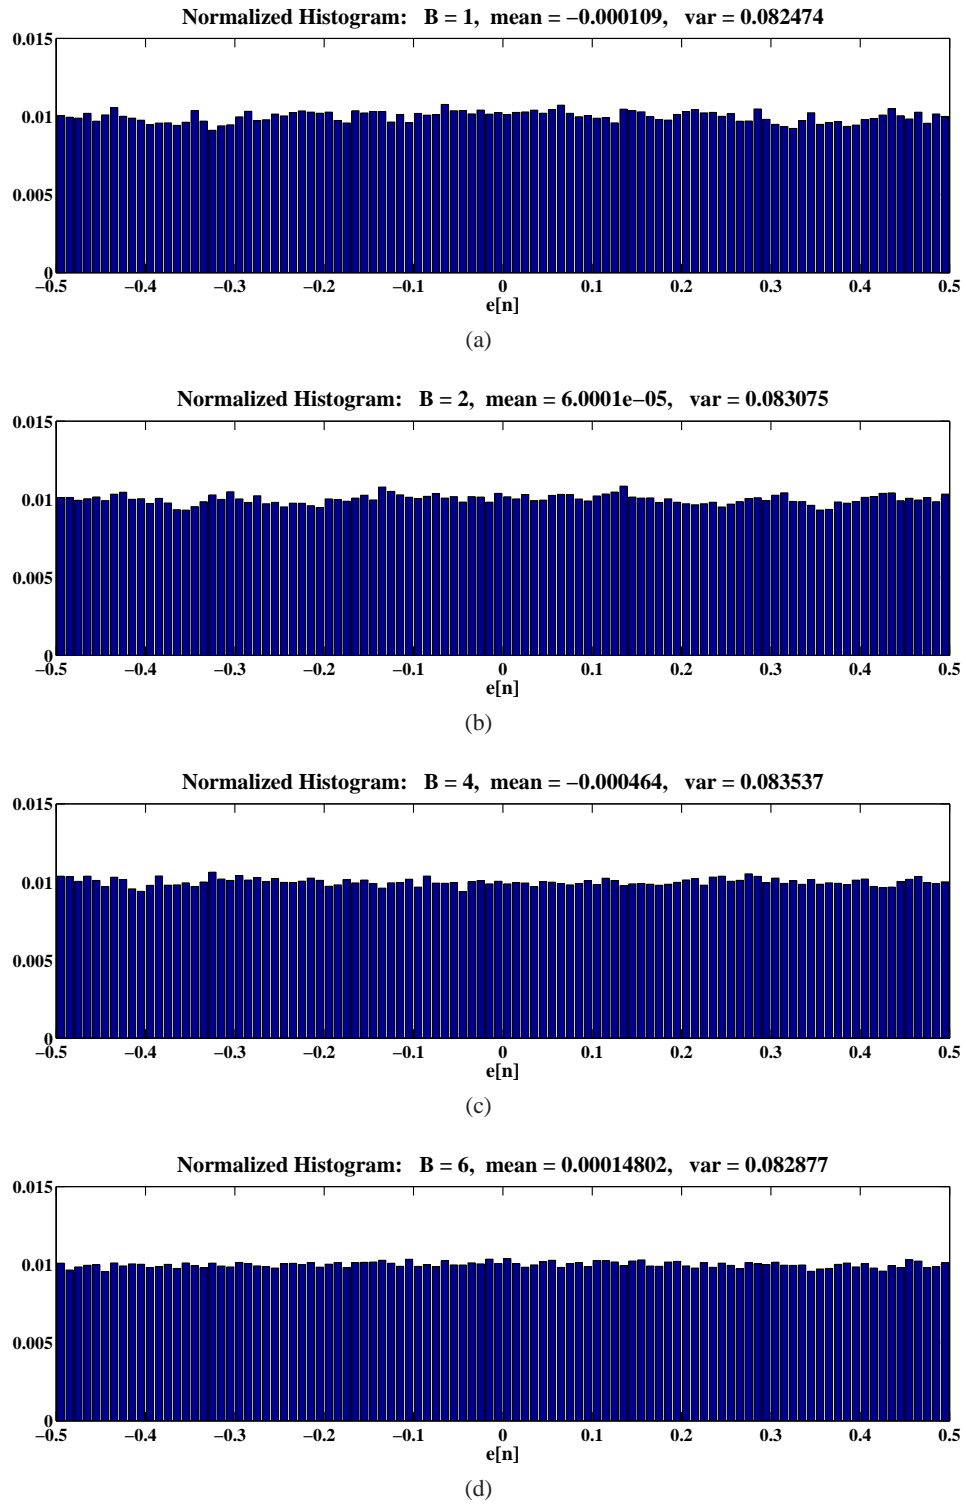 Normalized Histogram: B = 1, mean = −0.000109, var = 0.082474
0.015
0.01
0.005
0
−0.5 −0.4 −0.3 −0.2 −0.1 0 0.1 0.2 0.3 0.4 0.5
e[n]
(a)
Normalized Histogram: B = 2, mean = 6.0001e−05, var = 0.083075
0.015
0.01
0.005
0
−0.5 −0.4 −0.3 −0.2 −0.1 0 0.1 0.2 0.3 0.4 0.5
e[n]
(b)
Normalized Histogram: B = 4, mean = −0.000464, var = 0.083537
0.015
0.01
0.005
0
−0.5 −0.4 −0.3 −0.2 −0.1 0 0.1 0.2 0.3 0.4 0.5
e[n]
(c)
Normalized Histogram: B = 6, mean = 0.00014802, var = 0.082877
0.015
0.01
0.005
0
−0.5 −0.4 −0.3 −0.2 −0.1 0 0.1 0.2 0.3 0.4 0.5
e[n]
(d)